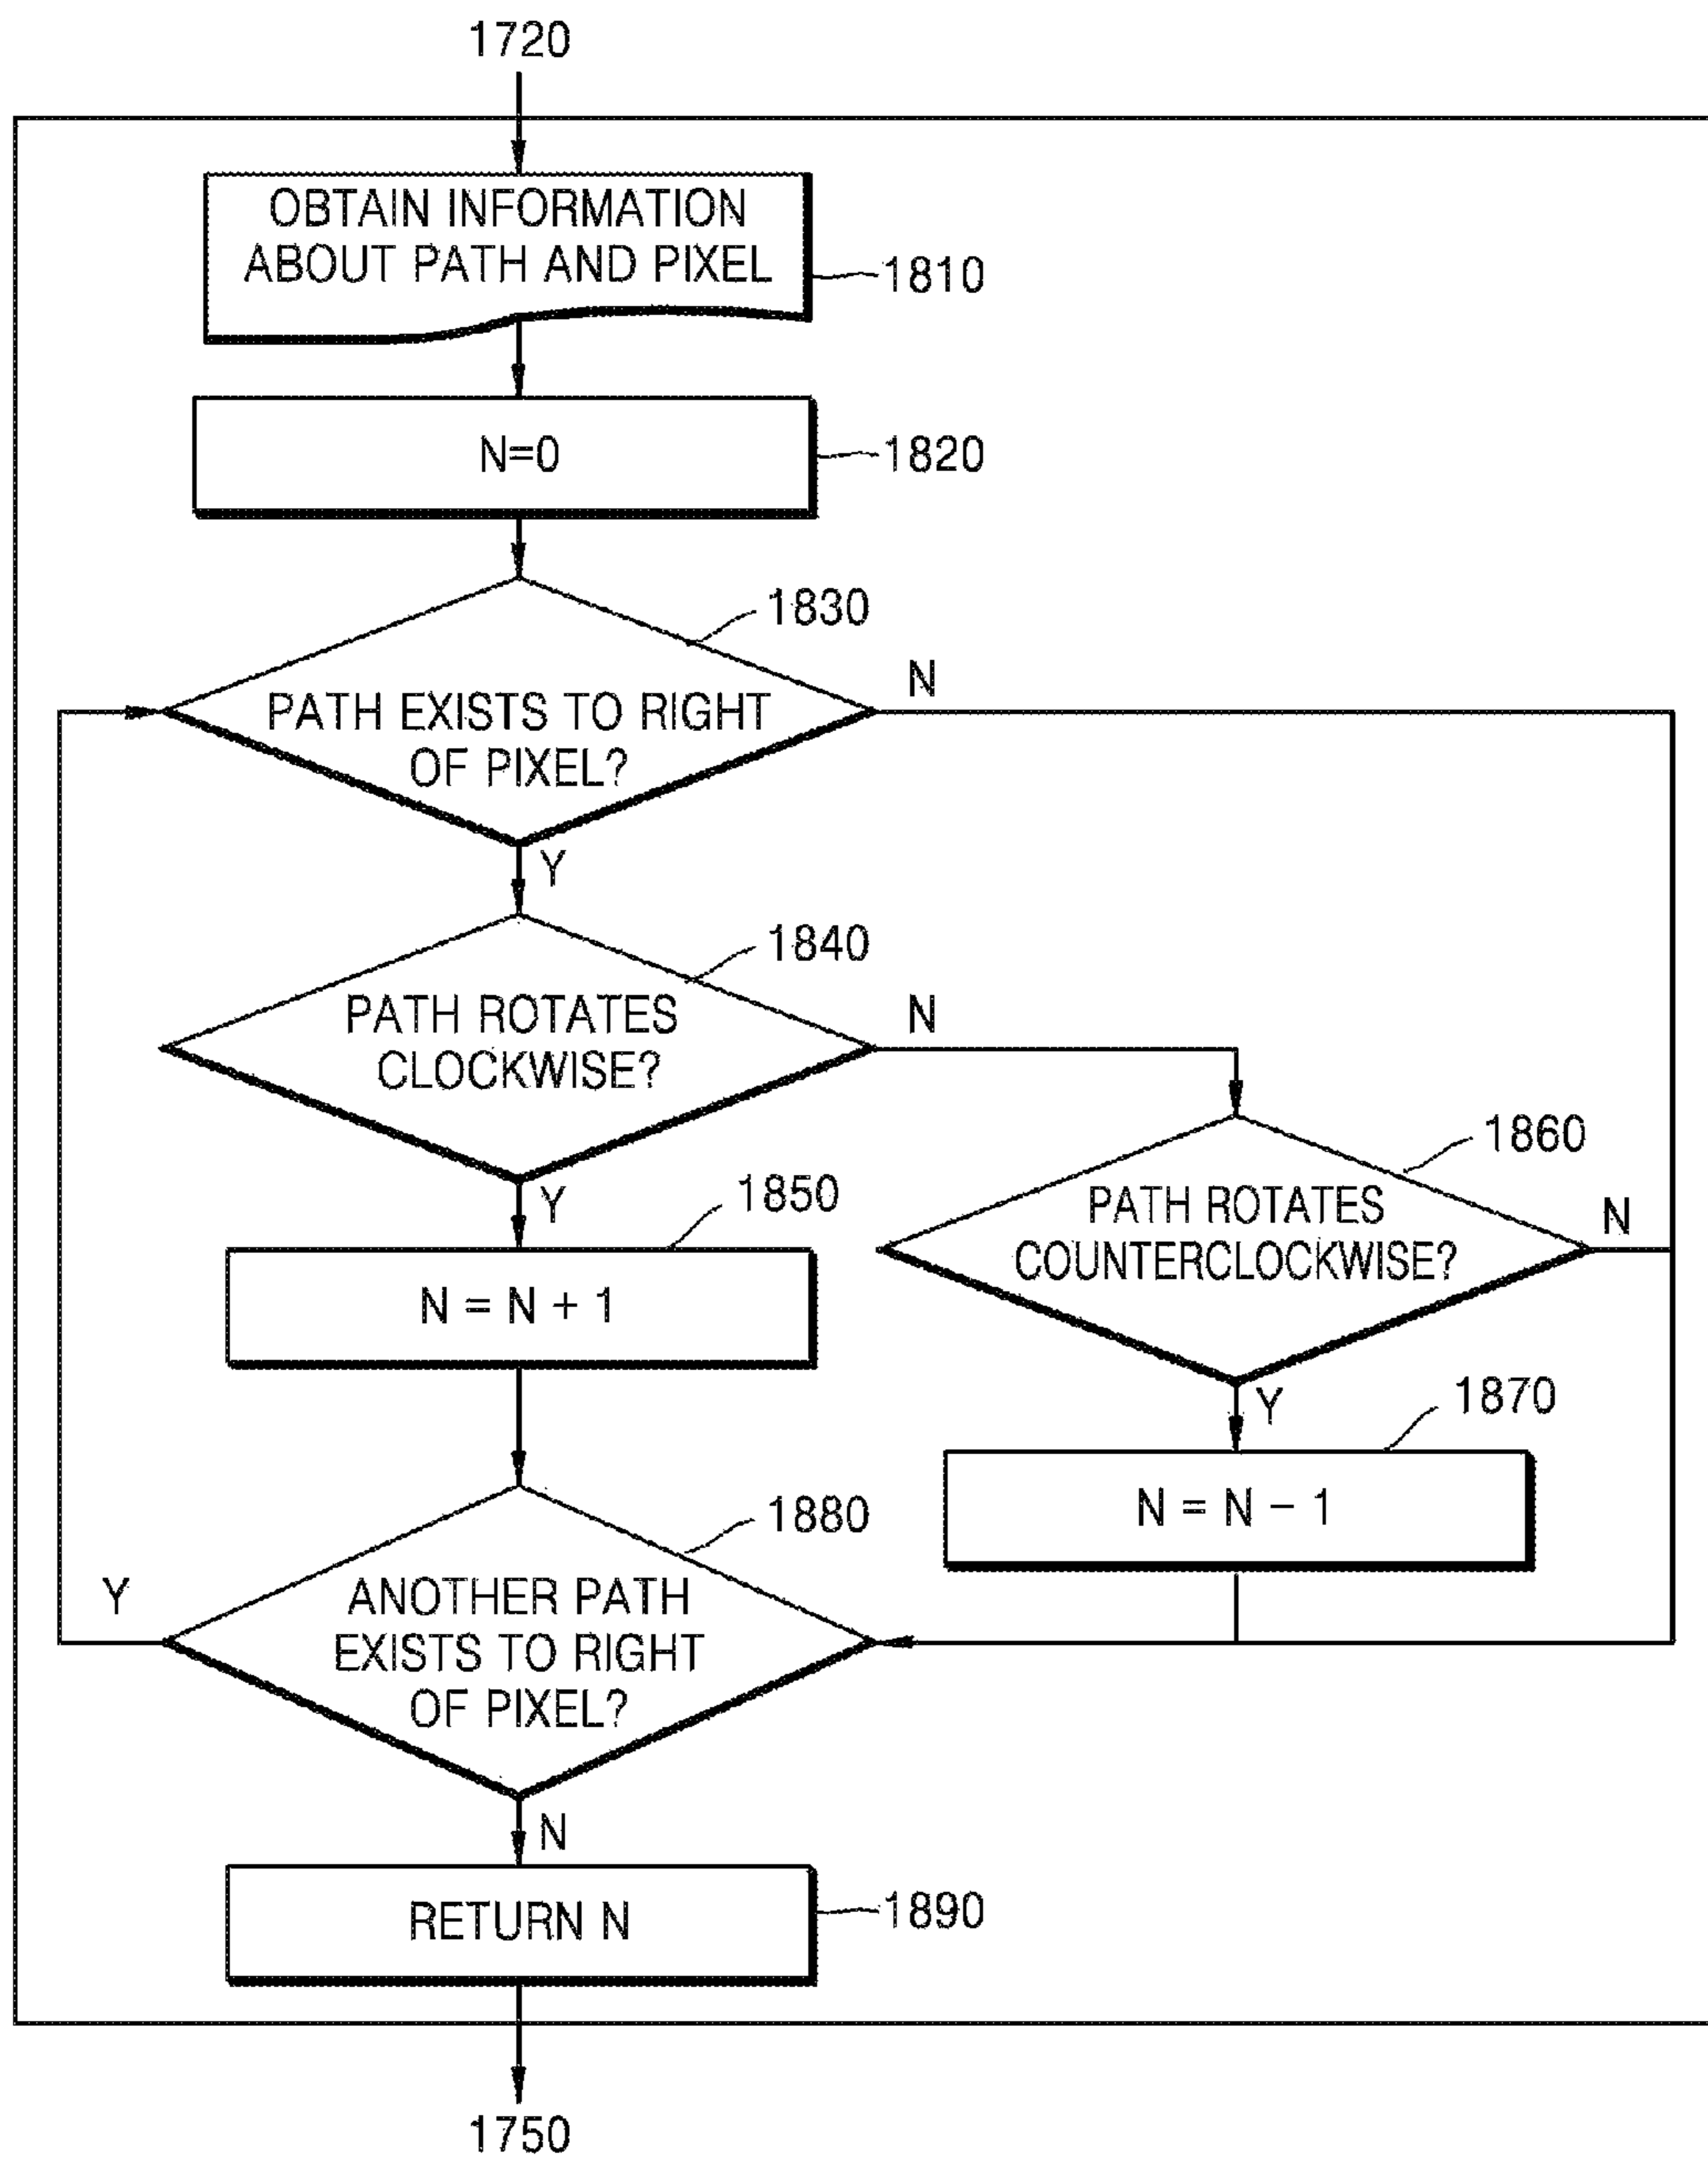 1720
OBTAIN INFORMATION
ABOUT PATH AND PIXEL
1810
N=0
1820
1830
PATH EXISTS TO RIGHT
OF PIXEL?
N
Y
1840
PATH ROTATES
CLOCKWISE?
N
Y
1860
PATH ROTATES
COUNTERCLOCKWISE?
N
Y
1850
N = N + 1
1870
N = N - 1
1880
ANOTHER PATH
EXISTS TO RIGHT
OF PIXEL?
Y
N
RETURN N
1890
1750